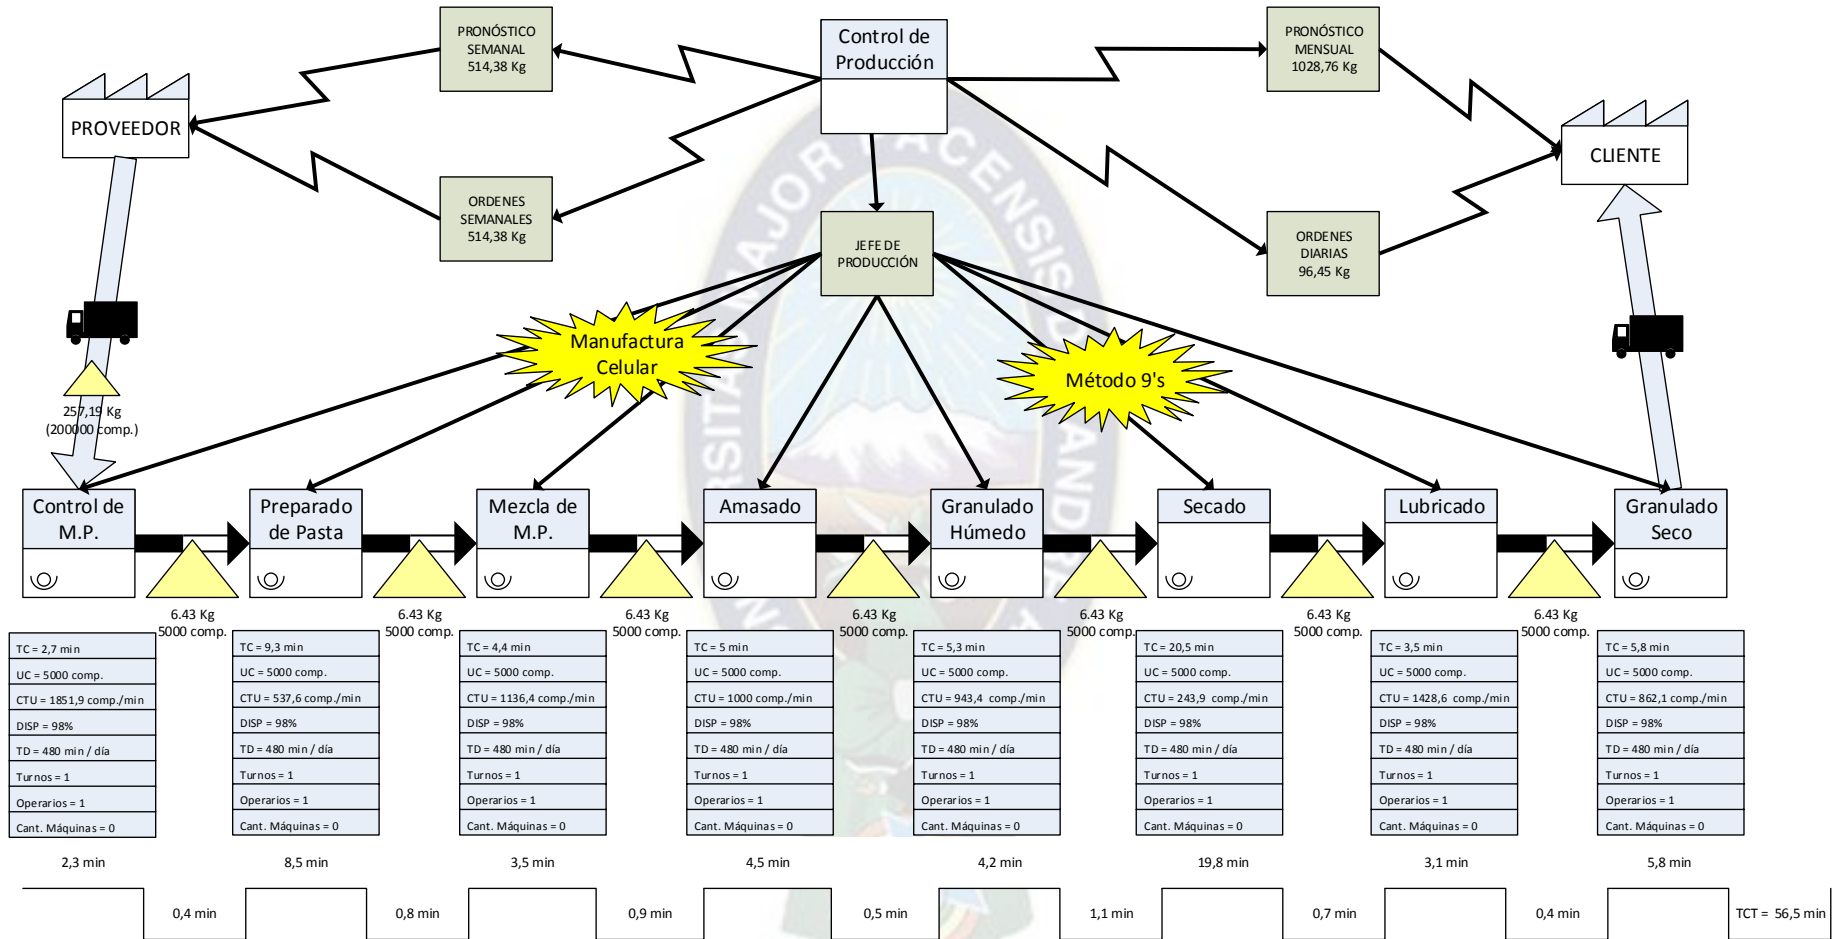 PRONÓSTICO
SEMANAL
514,38 Kg
Control de
Producción
PRONÓSTICO
MENSUAL
1028,76 Kg
PROVEEDOR
CLIENTE
ORDENES
SEMANALES
514,38 Kg
JEFE DE
PRODUCCIÓN
ORDENES
DIARIAS
96,45 Kg
Manufactura
Celular
Método 9's
257,19 Kg
(200000 comp.)
Control de
M.P.
Preparado
de Pasta
Mezcla de
M.P.
Amasado
Granulado
Húmedo
Secado
Lubricado
Granulado
Seco
6.43 Kg
5000 comp.
6.43 Kg
5000 comp.
6.43 Kg
5000 comp.
6.43 Kg
5000 comp.
6.43 Kg
5000 comp.
6.43 Kg
5000 comp.
6.43 Kg
5000 comp.
TC = 2,7 min
UC = 5000 comp.
CTU = 1851,9 comp./min
DISP = 98%
TD = 480 min / día
Turnos = 1
Operarios = 1
Cant. Máquinas = 0
TC = 9,3 min
UC = 5000 comp.
CTU = 537,6 comp./min
DISP = 98%
TD = 480 min / día
Turnos = 1
Operarios = 1
Cant. Máquinas = 0
TC = 4,4 min
UC = 5000 comp.
CTU = 1136,4 comp./min
DISP = 98%
TD = 480 min / día
Turnos = 1
Operarios = 1
Cant. Máquinas = 0
TC = 5 min
UC = 5000 comp.
CTU = 1000 comp./min
DISP = 98%
TD = 480 min / día
Turnos = 1
Operarios = 1
Cant. Máquinas = 0
TC = 5,3 min
UC = 5000 comp.
CTU = 943,4 comp./min
DISP = 98%
TD = 480 min / día
Turnos = 1
Operarios = 1
Cant. Máquinas = 0
TC = 20,5 min
UC = 5000 comp.
CTU = 243,9 comp./min
DISP = 98%
TD = 480 min / día
Turnos = 1
Operarios = 1
Cant. Máquinas = 0
TC = 3,5 min
UC = 5000 comp.
CTU = 1428,6 comp./min
DISP = 98%
TD = 480 min / día
Turnos = 1
Operarios = 1
Cant. Máquinas = 0
TC = 5,8 min
UC = 5000 comp.
CTU = 862,1 comp./min
DISP = 98%
TD = 480 min / día
Turnos = 1
Operarios = 1
Cant. Máquinas = 0
2,3 min
8,5 min
3,5 min
4,5 min
4,2 min
19,8 min
3,1 min
5,8 min
0,4 min
0,8 min
0,9 min
0,5 min
1,1 min
0,7 min
0,4 min
TCT = 56,5 min